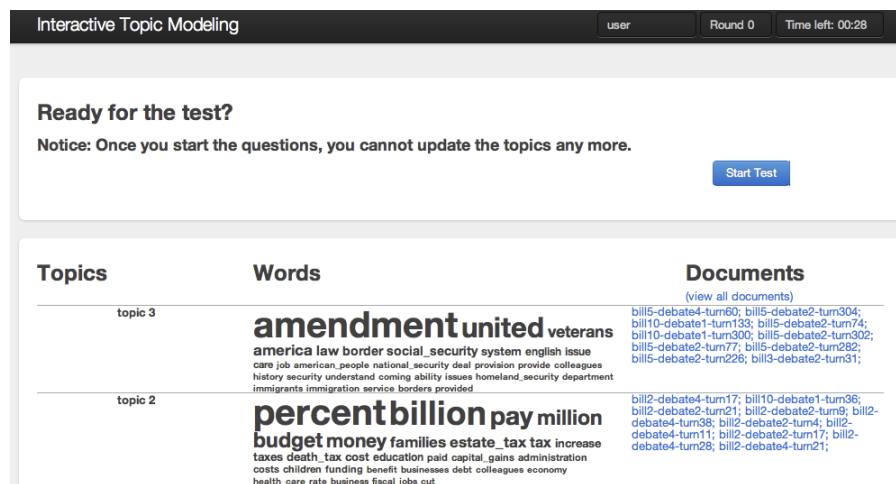 Interactive Topic Modeling
user
Round 0
Time left: 00:28
Ready for the test?
Notice: Once you start the questions, you cannot update the topics any more.
Start Test
Topics
Words
Documents
(view all documents)
topic 3
amendment united veterans
america law border social_security system english issue
care job american_people national_security deal provision provide colleagues
history security understand coming ability issues homeland_security department
immigrants immigration service borders provided
bill5-debate4-turn60; bill5-debate2-turn304;
bill10-debate1-turn133; bill5-debate2-turn74;
bill10-debate1-turn300; bill5-debate2-turn302;
bill5-debate2-turn77; bill5-debate2-turn282;
bill5-debate2-turn226; bill3-debate2-turn31;
topic 2
percent billion pay million
budget money families estate_tax tax increase
taxes death_tax cost education paid capital_gains administration
costs children funding benefit businesses debt colleagues economy
health_care rate business fiscal jobs cut
bill2-debate4-turn17; bill10-debate1-turn36;
bill2-debate2-turn21; bill2-debate2-turn9; bill2-
debate4-turn38; bill2-debate2-turn4; bill2-
debate4-turn11; bill2-debate2-turn17; bill2-
debate4-turn28; bill2-debate4-turn21;